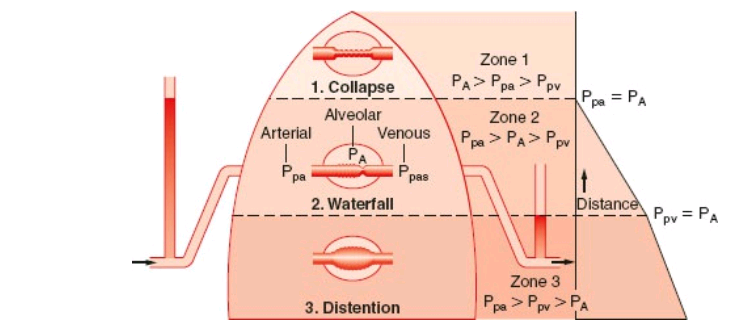 Zone 1
PA > Ppa > Ppv
1. Collapse
Ppa = PA
Alveolar
Arterial
Venous
Zone 2
Ppa > PA > Ppv
PA
Ppa
Ppas
2. Waterfall
Distance
Ppv = PA
Zone 3
Ppa > Ppv > PA
3. Distention